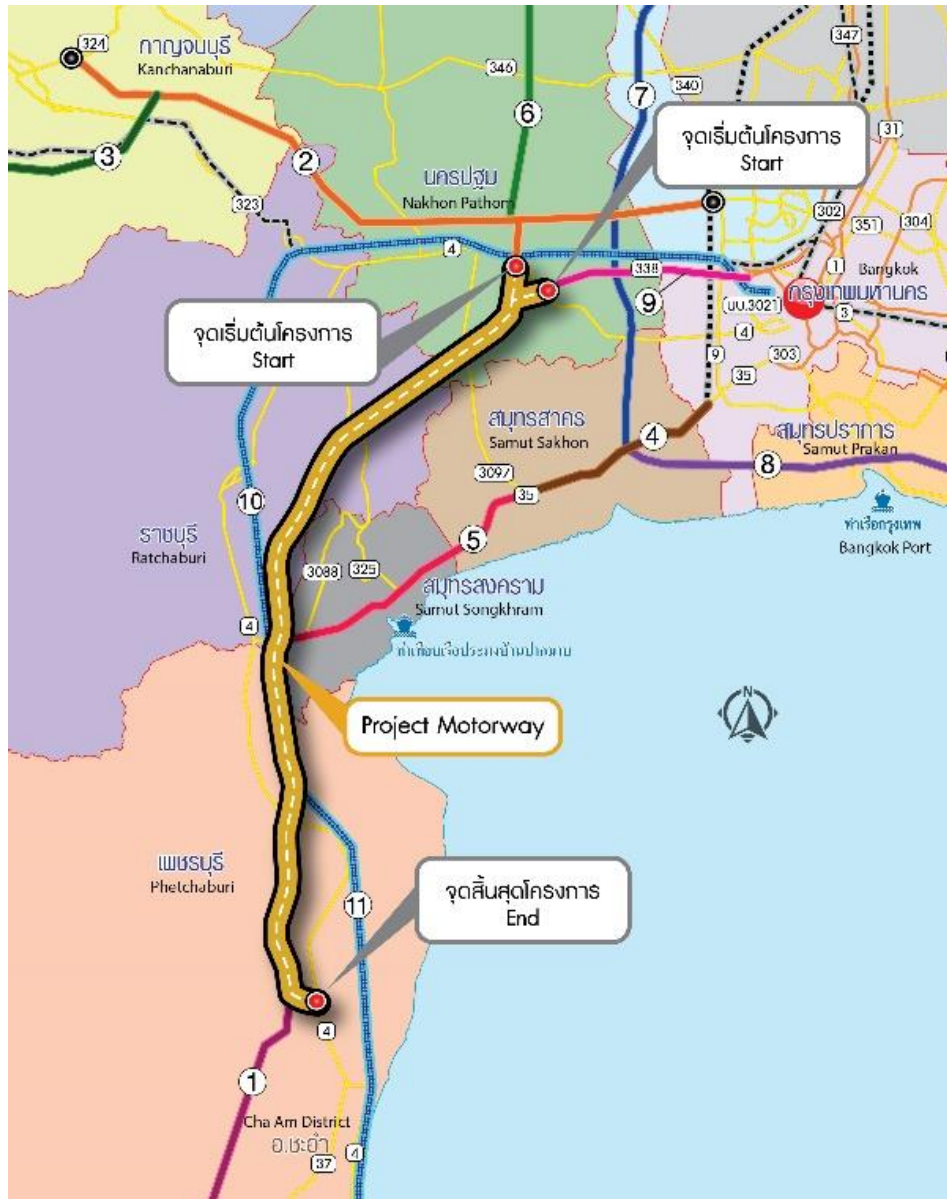 324
กาญจนบุรี
Kanchanaburi
346
347
340
6
7
3
2
จุดเริ่มต้นโครงการ
Start
31
นครปฐม
Nakhon Pathom
323
4
302
351
304
338
1
Bangkok
กรุงเทพมหานคร
นบ.3021
9
3
4
จุดเริ่มต้นโครงการ
Start
9
303
35
สมุทรสาคร
Samut Sakhon
4
สมุทรปราการ
Samut Prakan
8
3097
35
10
ท่าเรือกรุงเทพ
Bangkok Port
5
ราชบุรี
Ratchaburi
3088
325
สมุทรสงคราม
Samut Songkhram
4
Project Motorway
N
เพชรบุรี
Phetchaburi
จุดสิ้นสุดโครงการ
End
11
4
1
Cha Am District
อ.ชะอำ
4
37